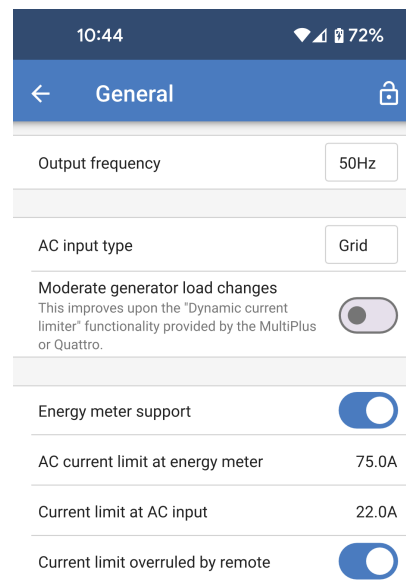 10:44
72%
General
Output frequency
50Hz
AC input type
Grid
Moderate generator load changes
This improves upon the "Dynamic current
limiter" functionality provided by the MultiPlus
or Quattro.
Energy meter support
AC current limit at energy meter
75.0A
Current limit at AC input
22.0A
Current limit overruled by remote